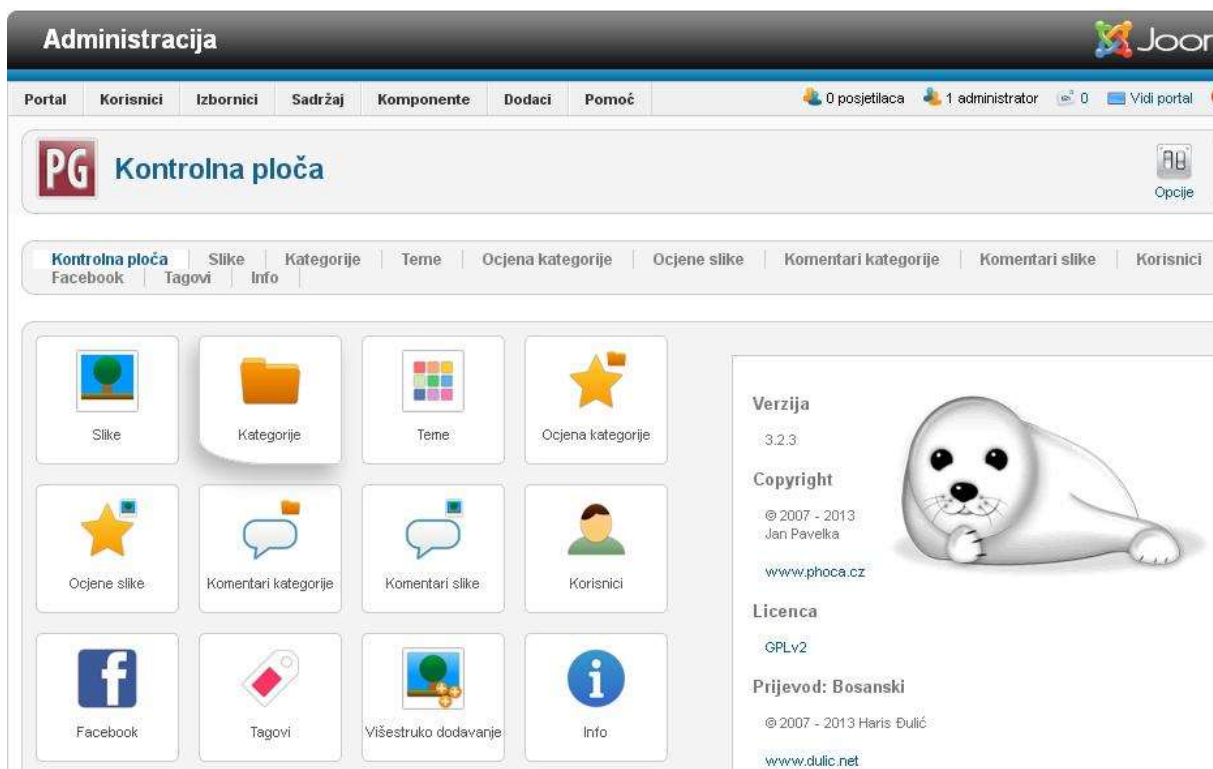 Administracija
Portal Korisnici Izbornici Sadržaj Komponente Dodaci Pomoć 0 posjetilaca 1 administrator 0 Vidi portal
PG Kontrolna ploča
Opcije
Kontrolna ploča Slike Kategorije Teme Ocjena kategorije Ocjene slike Komentari kategorije Komentari slike Korisnici
Facebook Tagovi Info
Slike Kategorije Teme Ocjena kategorije
Ocjene slike Komentari kategorije Komentari slike Korisnici
Facebook Tagovi Višestruko dodavanje Info
Verzija
3.2.3
Copyright
© 2007 - 2013
Jan Pavelka
www.phoca.cz
Licenca
GPLv2
Prijevod: Bosanski
© 2007 - 2013 Haris Đulić
www.dulic.net